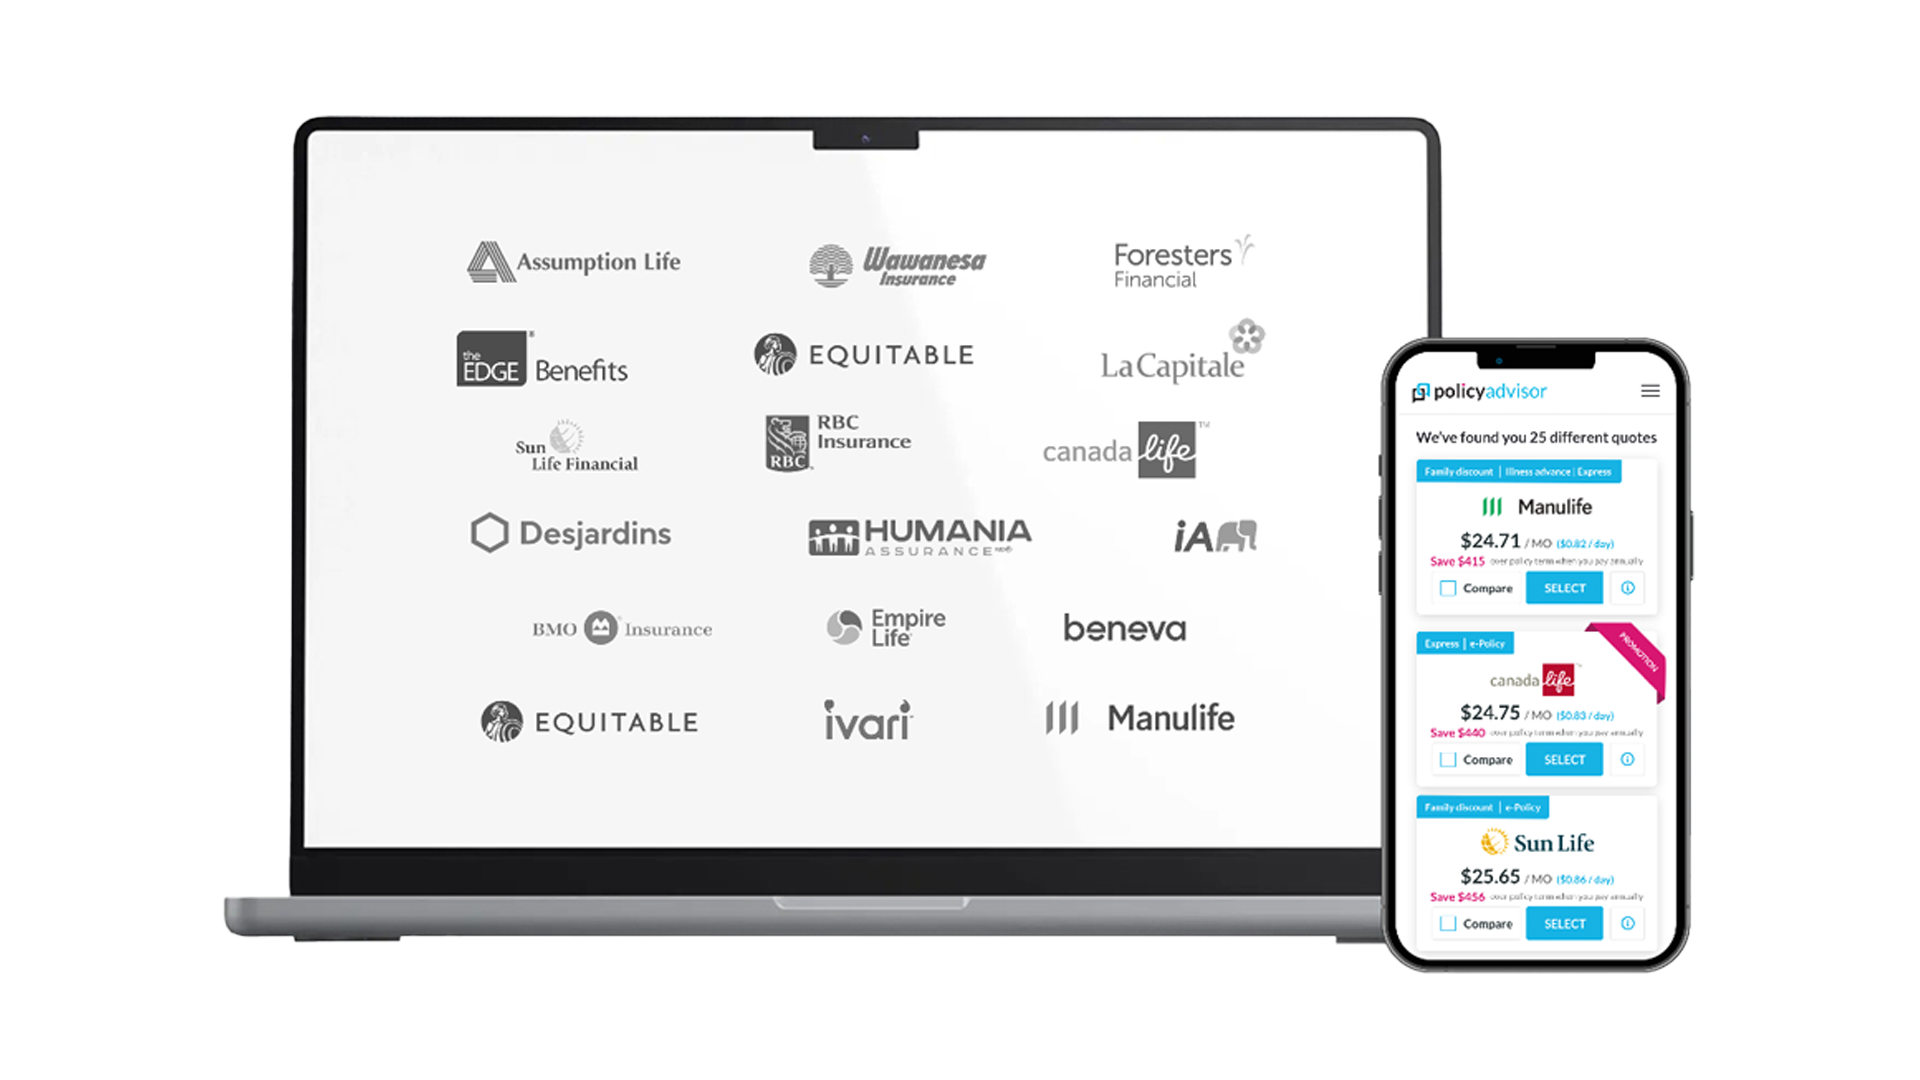 Assumption Life
Wawanesa
Insurance
Foresters
Financial
the
EDGE® Benefits
EQUITABLE
La Capitale
Sun
Life Financial
RBC
Insurance
RBC
canada life™
Desjardins
HUMANIA
ASSURANCE
iA
BMO Insurance
Empire
Life
beneva
EQUITABLE
ivari
Manulife
policyadvisor
We've found you 25 different quotes
Family discount | Illness advance | Express
Manulife
$24.71 / MO ($0.82 / day)
Save $415 over policy term when you pay annually
Compare SELECT
Express | e-Policy
PROMOTION
canada life
$24.75 / MO ($0.83 / day)
Save $440 over policy term when you pay annually
Compare SELECT
Family discount | e-Policy
Sun Life
$25.65 / MO ($0.86 / day)
Save $456 over policy term when you pay annually
Compare SELECT